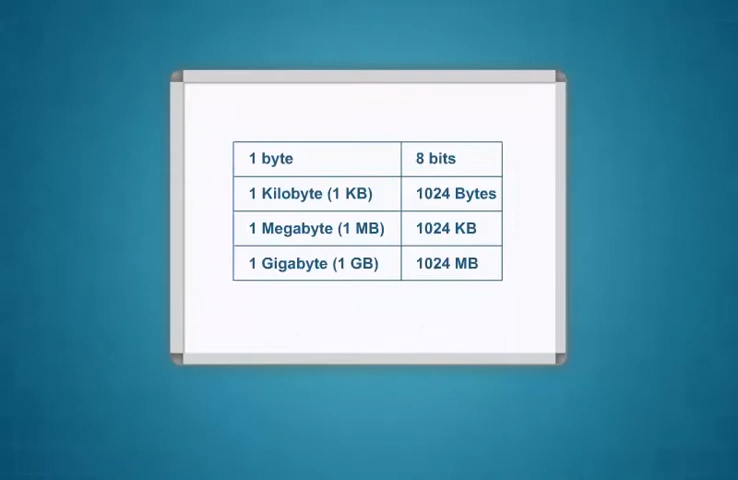 1 byte 8 bits
1 Kilobyte (1 KB) 1024 Bytes
1 Megabyte (1 MB) 1024 KB
1 Gigabyte (1 GB) 1024 MB